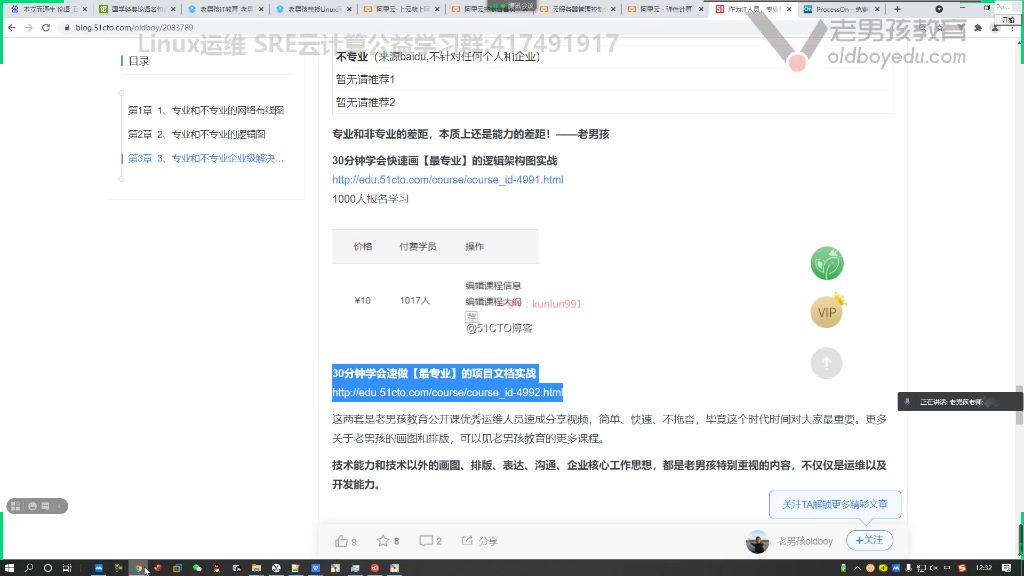 blog.51cto.com/oldboy/2083789
Linux运维 SRE云计算公益学习群:417491917
老男孩教育
oldboyedu.com
目录
第1章 1、专业和不专业的网络布线图
第2章 2、专业和不专业的逻辑图
第3章 3、专业和不专业企业级解决...
不专业（来源baidu,不针对任何个人和企业）
暂无请推荐1
暂无请推荐2
专业和非专业的差距，本质上还是能力的差距！——老男孩
30分钟学会快速画【最专业】的逻辑架构图实战
http://edu.51cto.com/course/course_id-4991.html
1000人报名学习
价格 付费学员 操作
编辑课程信息
¥10 1017人 编辑课程大纲
kunlun991
@51CTO博客
VIP
30分钟学会速做【最专业】的项目文档实战
http://edu.51cto.com/course/course_id-4992.html
正在讲话: 老男孩老师
这两套是老男孩教育公开课优秀运维人员速成分享视频，简单、快速、不拖沓，毕竟这个时代时间对大家最重要。更多
关于老男孩的画图和排版，可以见老男孩教育的更多课程。
技术能力和技术以外的画图、排版、表达、沟通、企业核心工作思想，都是老男孩特别重视的内容，不仅仅是运维以及
开发能力。
关注TA解锁更多精彩文章
9 8 2 分享
老男孩oldboy +关注
12:32